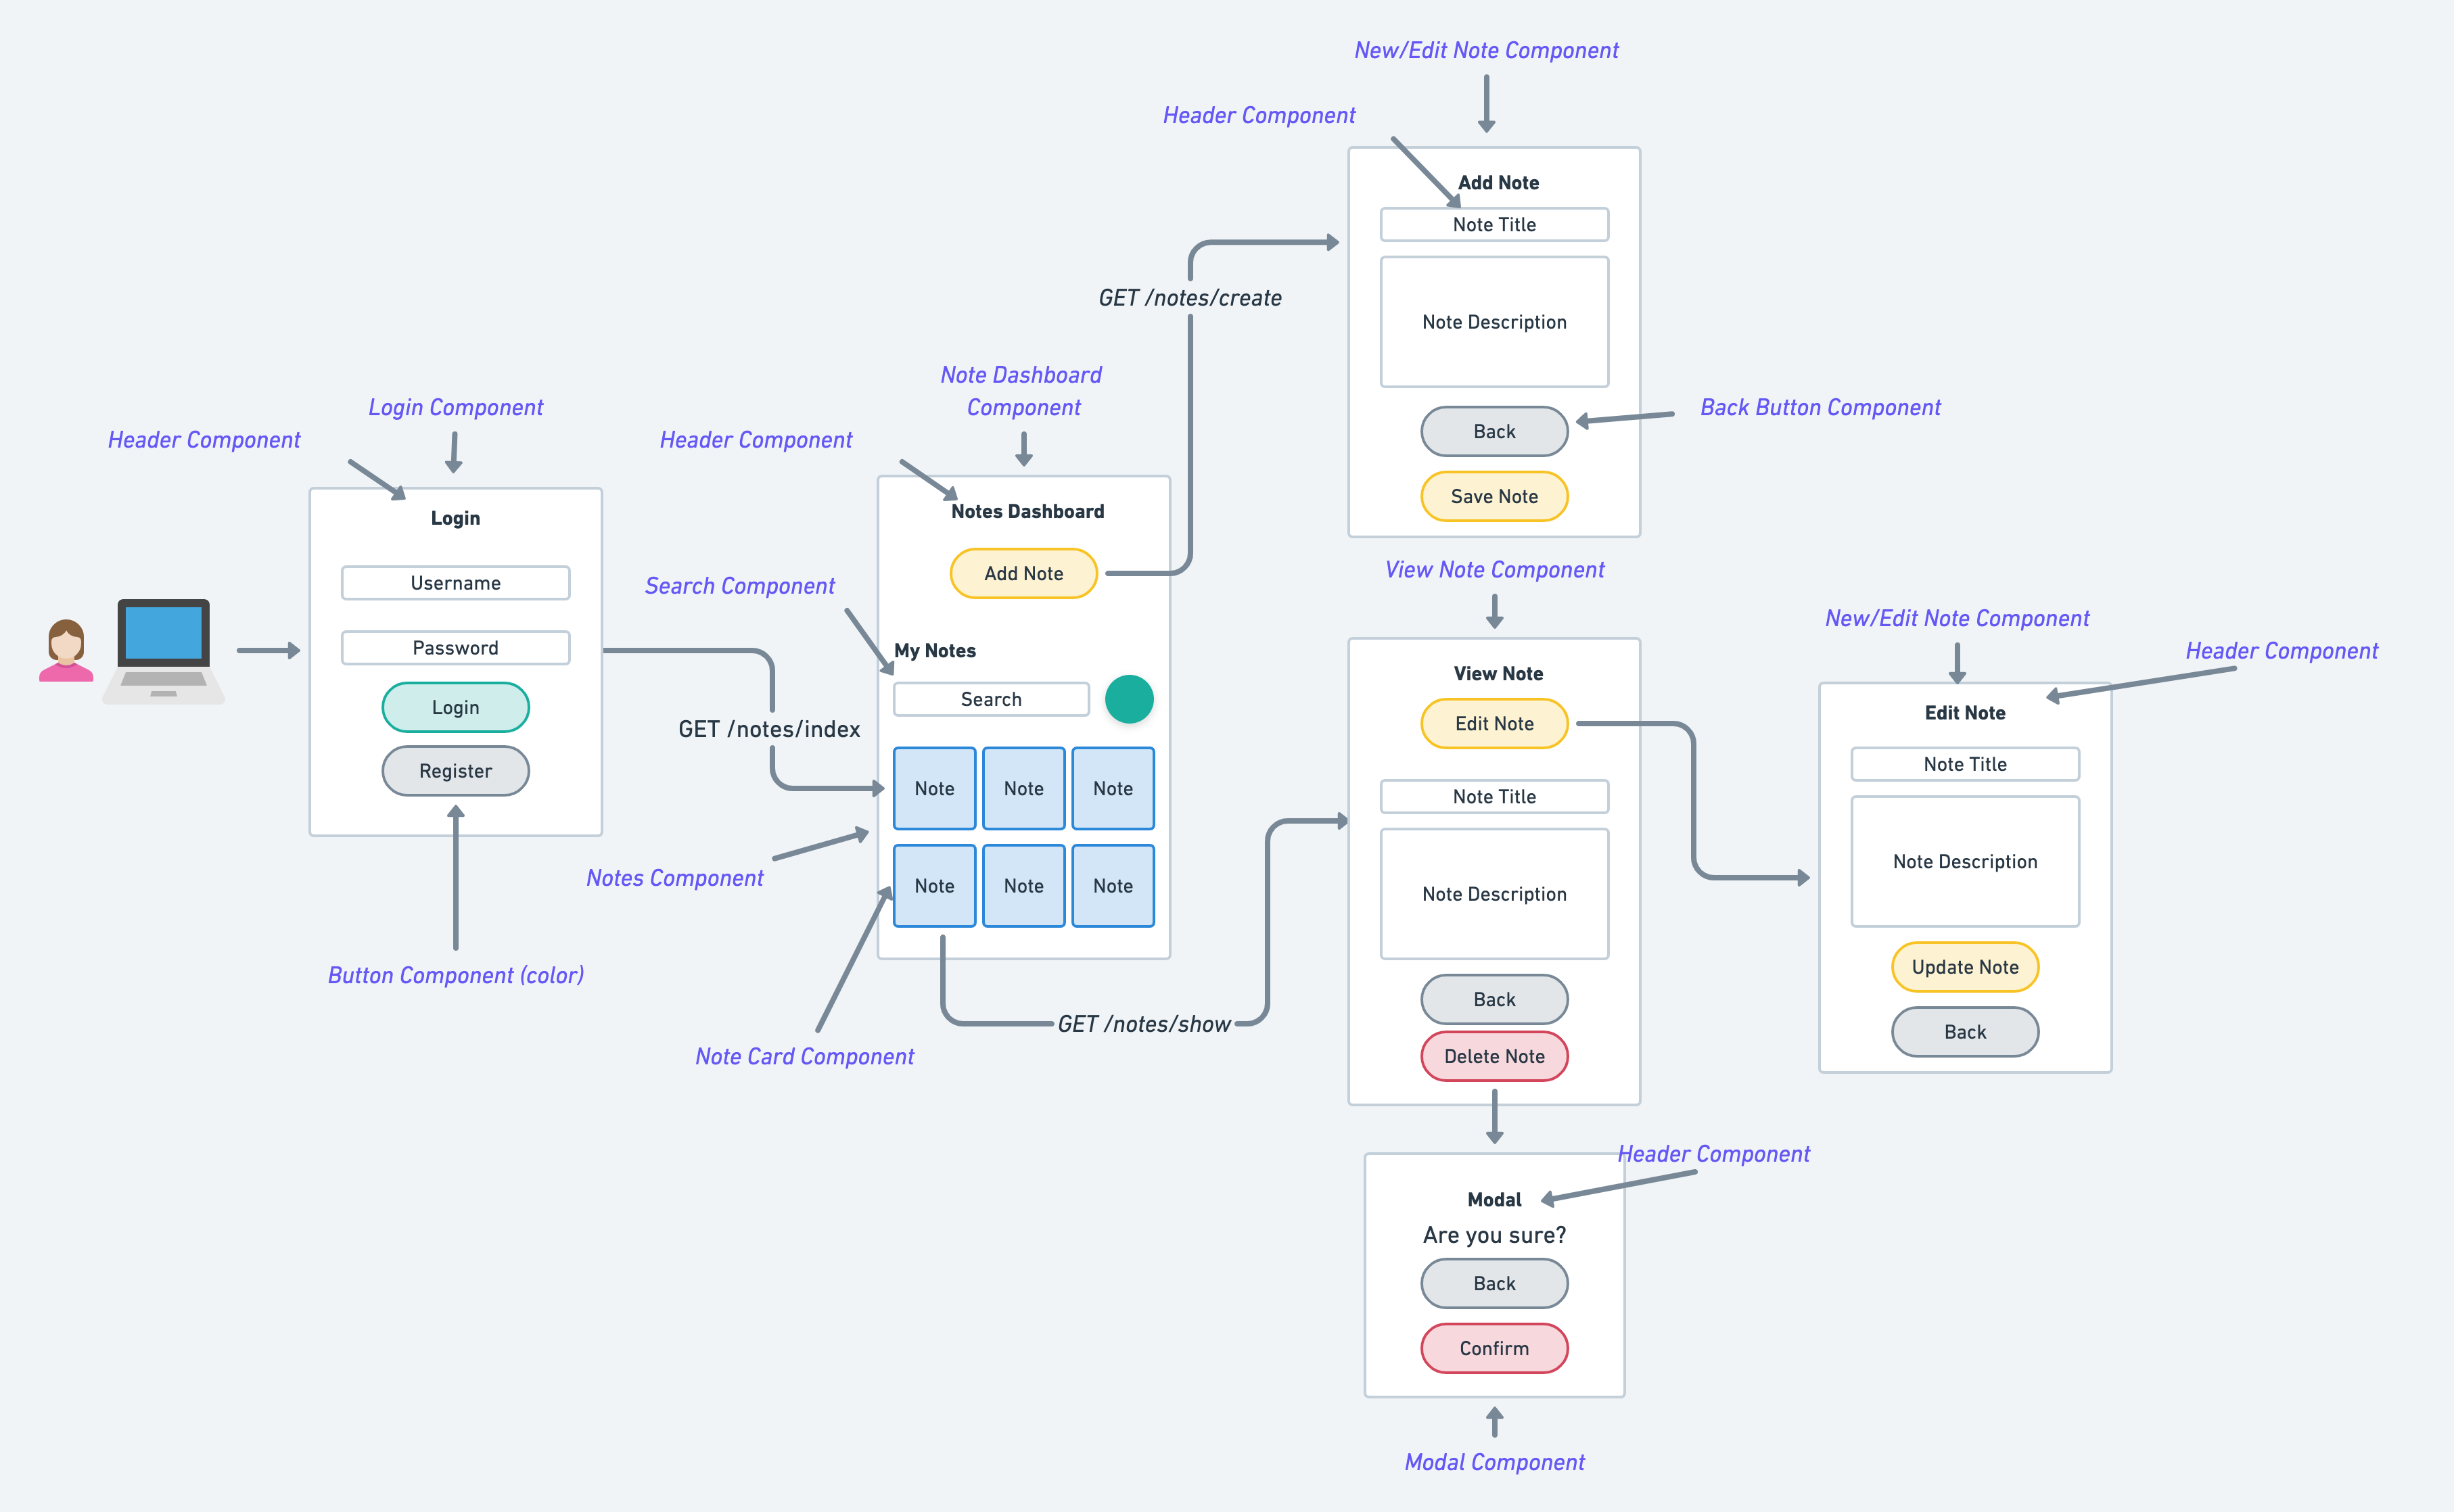 New/Edit Note Component
Header Component
Add Note
Note Title
GET /notes/create
Note Description
Note Dashboard
Component
Login Component
Back Button Component
Header Component
Header Component
Back
Save Note
Notes Dashboard
Login
Add Note
View Note Component
Username
Search Component
New/Edit Note Component
Password
My Notes
Header Component
View Note
Search
Login
Edit Note
Edit Note
GET /notes/index
Register
Note Title
Note Note Note
Note Title
Note Description
Notes Component
Note Note Note
Note Description
Button Component (color)
Update Note
Back
GET /notes/show
Back
Note Card Component
Delete Note
Header Component
Modal
Are you sure?
Back
Confirm
Modal Component